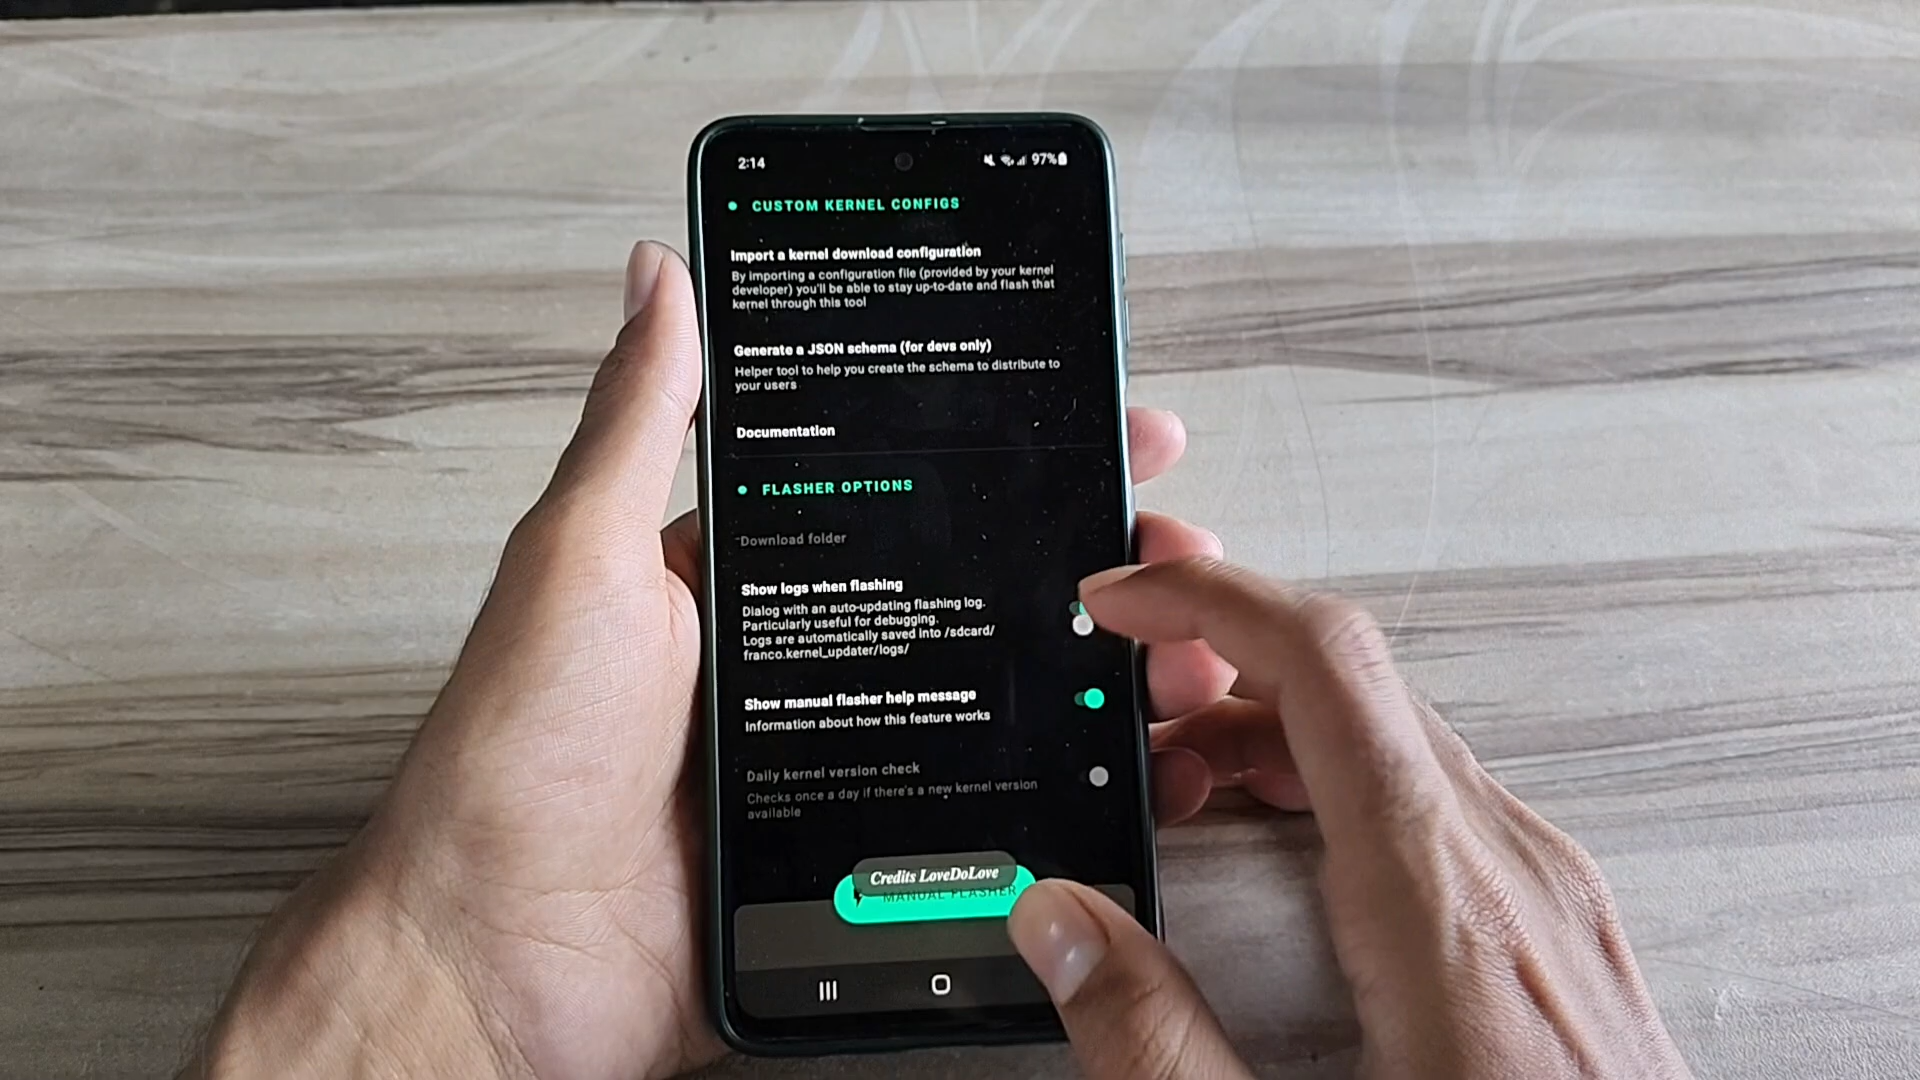 2:14
97%
CUSTOM KERNEL CONFIGS
Import a kernel download configuration
By importing a configuration file (provided by your kernel
developer) you'll be able to stay up-to-date and flash that
kernel through this tool
Generate a JSON schema (for devs only)
Helper tool to help you create the schema to distribute to
your users
Documentation
FLASHER OPTIONS
Download folder
Show logs when flashing
Dialog with an auto-updating flashing log.
Particularly useful for debugging.
Logs are automatically saved into /sdcard/
franco.kernel_updater/logs/
Show manual flasher help message
Information about how this feature works
Daily kernel version check
Checks once a day if there's a new kernel version
available
Credits LoveDoLove
MANUAL FLASHER